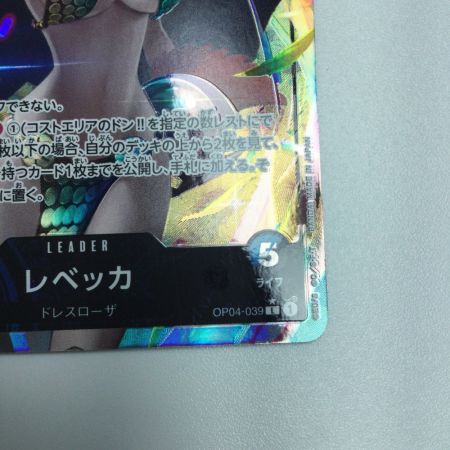 できない。
①(コストエリアのドン!!を指定の数レストにで
枚以下の場合、自分のデッキの上から2枚を見て、
持つカード1枚までを公開し、手札に加える。そ
に置く。
LEADER
レベッカ
ドレスローザ
5
ライフ
OP04-039 L 1
MADE IN JAPAN